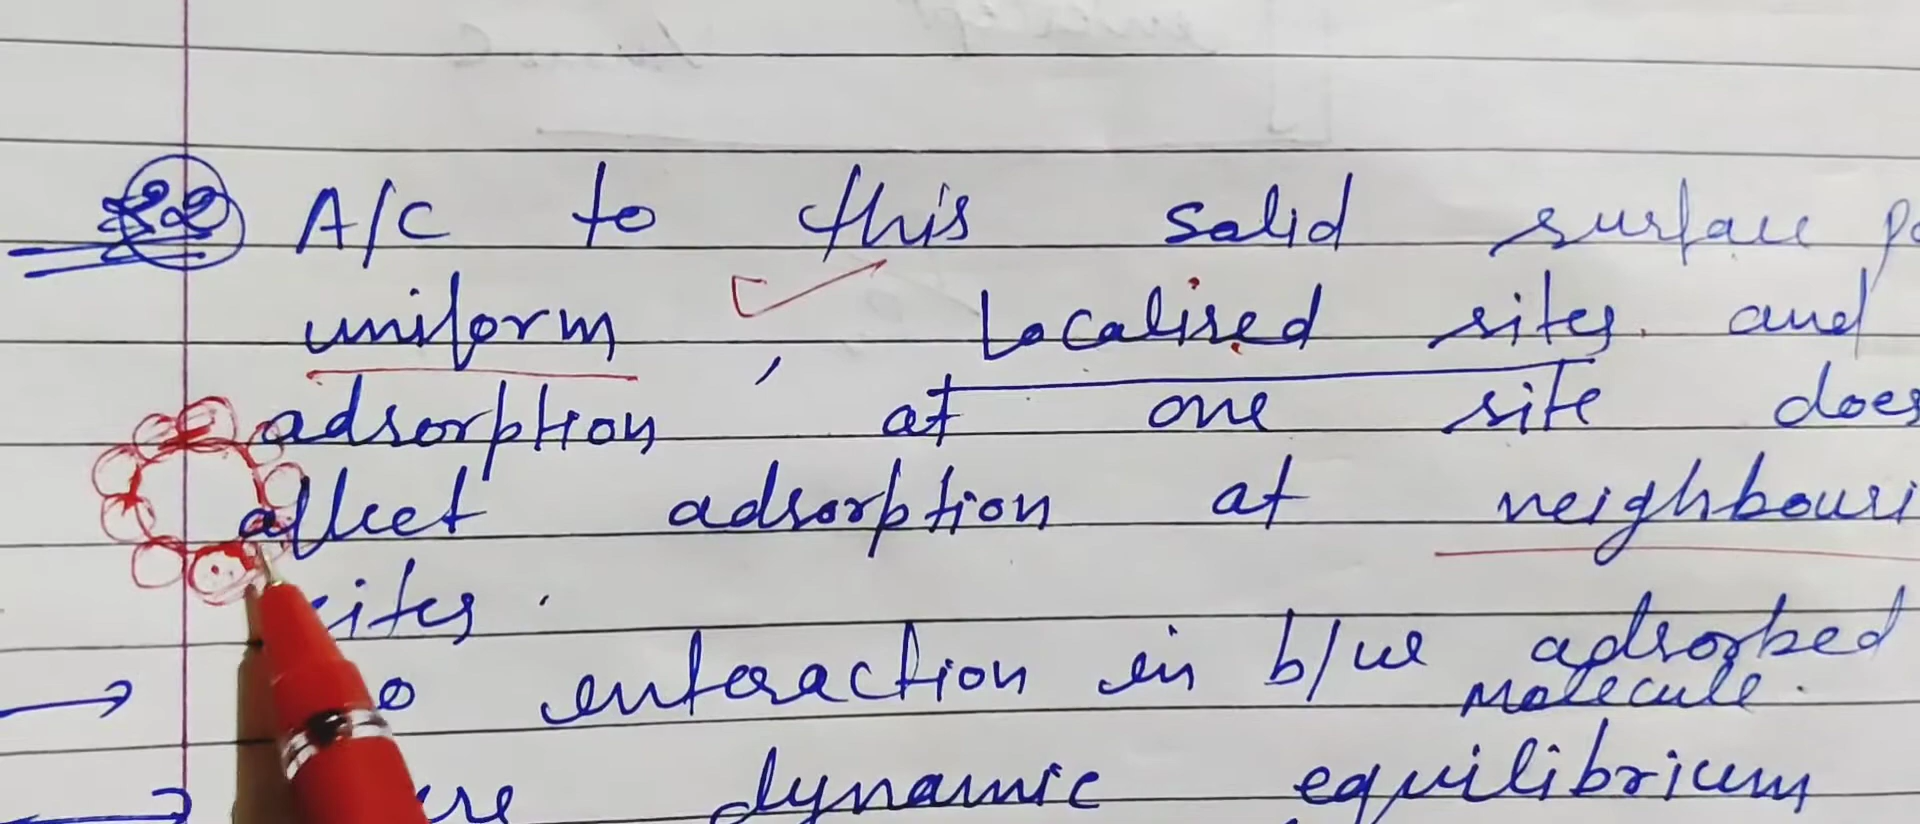 A/C to this solid surface
uniform, Localised sites and
adsorption at one site does
affect adsorption at neighbouri
sites.
interaction in b/w adsorbed
molecule.
dynamic equilibrium